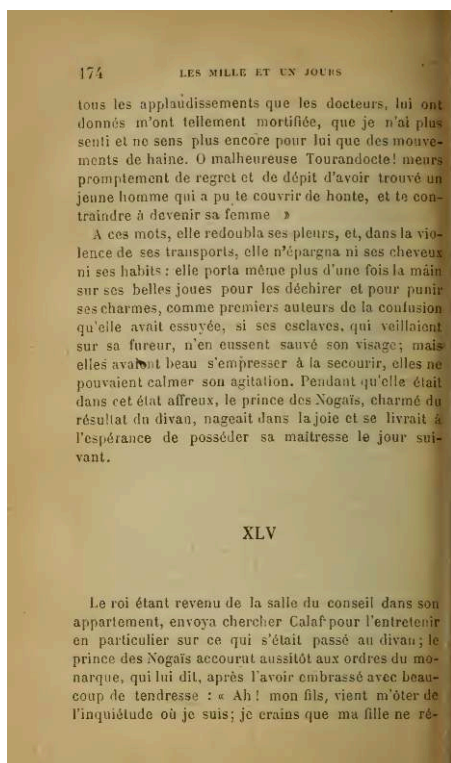 174 LES MILLE ET UN JOURS
tous les applaudissements que les docteurs, lui ont
donnés m'ont tellement mortifiée, que je n'ai plus
senti et ne sens plus encore pour lui que des mouve-
ments de haine. O malheureuse Tourandocte! meurs
promptement de regret et de dépit d'avoir trouvé un
jeune homme qui a pu te couvrir de honte, et te con-
traindre à devenir sa femme »
A ces mots, elle redoubla ses pleurs, et, dans la vio-
lence de ses transports, elle n'épargna ni ses cheveux
ni ses habits : elle porta même plus d'une fois la main
sur ses belles joues pour les déchirer et pour punir
ses charmes, comme premiers auteurs de la confusion
qu'elle avait essuyée, si ses esclaves, qui veillaient
sur sa fureur, n'en eussent sauvé son visage; mais
elles avaient beau s'empresser à la secourir, elles ne
pouvaient calmer son agitation. Pendant qu'elle était
dans cet état affreux, le prince des Nogaïs, charmé du
résultat du divan, nageait dans la joie et se livrait à
l'espérance de posséder sa maîtresse le jour sui-
vant.
XLV
Le roi étant revenu de la salle du conseil dans son
appartement, envoya chercher Calaf pour l'entretenir
en particulier sur ce qui s'était passé au divan; le
prince des Nogaïs accourut aussitôt aux ordres du mo-
narque, qui lui dit, après l'avoir embrassé avec beau-
coup de tendresse : « Ah ! mon fils, vient m'ôter de
l'inquiétude où je suis; je crains que ma fille ne ré-